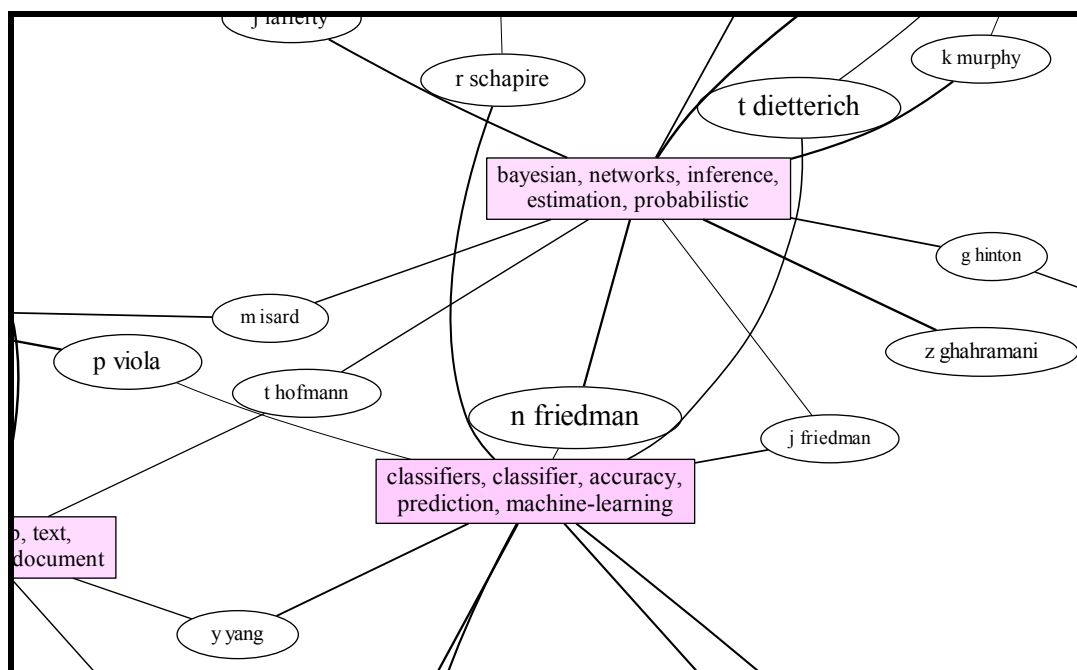 j lafferty
r schapire
k murphy
t dietterich
bayesian, networks, inference,
estimation, probabilistic
g hinton
m isard
z ghahramani
p viola
t hofmann
n friedman
j friedman
classifiers, classifier, accuracy,
prediction, machine-learning
text,
document
y yang